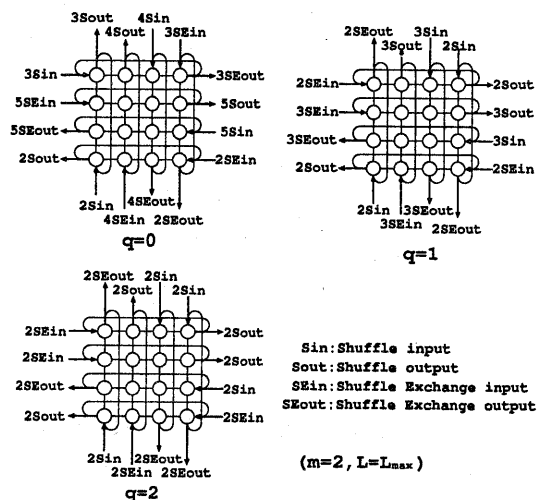 3Sout 4Sin
4Sout 3SEin
3Sin 3SEout
5SEin 5Sout
5SEout 5Sin
2Sout 2SEin
2Sin 4SEout
4SEin 2SEout
q=0
2SEout 3Sin
3Sout 2Sin
2SEin 2Sout
3SEin 3Sout
3SEout 3Sin
2Sout 2SEin
2Sin 3SEout
3SEin 2SEout
q=1
2SEout 2Sin
2Sout 2Sin
2SEin 2Sout
2SEin 2Sout
2SEout 2Sin
2Sout 2SEin
2Sin 2SEout
2SEin 2SEout
q=2
Sin:Shuffle input
Sout:Shuffle output
SEin:Shuffle Exchange input
SEout:Shuffle Exchange output
(m=2,L=Lmax)